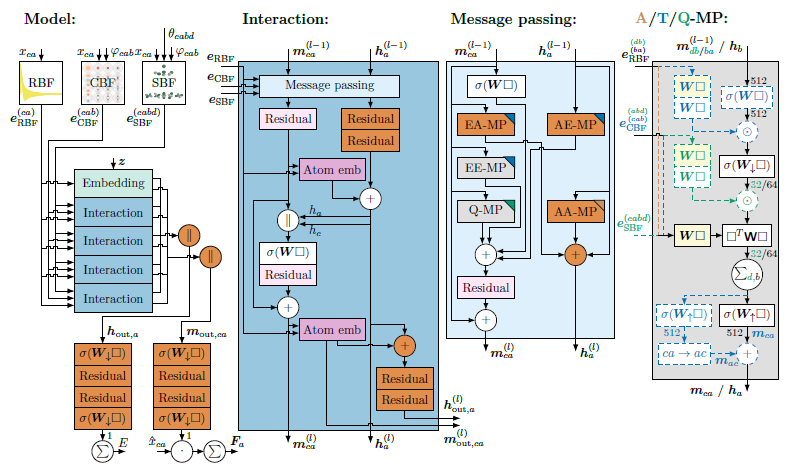 Model:
θ_cabd
x_ca
x_ca φ_cab
x_ca φ_cab
RBF
CBF
SBF
e_RBF^(ca)
e_CBF^(cab)
e_SBF^(cabd)
z
Embedding
Interaction
Interaction
Interaction
Interaction
∥
∥
h_out,a
m_out,ca
σ(W↓□)
Residual
Residual
σ(W↓□)
σ(W↓□)
Residual
Residual
σ(W↓□)
1
1
∑
E
x̂_ca
·
∑
F_a
Interaction:
m_ca^(l−1)
h_a^(l−1)
e_RBF
e_CBF
e_SBF
Message passing
Residual
Residual
Residual
Atom emb
+
∥
h_a
h_c
σ(W□)
Residual
+
Atom emb
+
Residual
Residual
h_out,a^(l)
m_out,ca^(l)
m_ca^(l)
h_a^(l)
Message passing:
m_ca^(l−1)
h_a^(l−1)
σ(W□)
EA-MP
AE-MP
EE-MP
Q-MP
AA-MP
+
+
Residual
+
m_ca^(l)
h_a^(l)
A/T/Q-MP:
m_db/ba^(l−1) / h_b
e_RBF^(db)(ba)
e_CBF^(abd)(cab)
e_SBF^(cabd)
W□
W□
512
σ(W□)
512
⊙
W□
W□
σ(W↓□)
32/64
⊙
W□
□ᵀW□
32/64
∑_d,b
σ(W↑□)
σ(W↑□)
512
512
m_ca
ca → ac
m_ac
+
m_ca / h_a